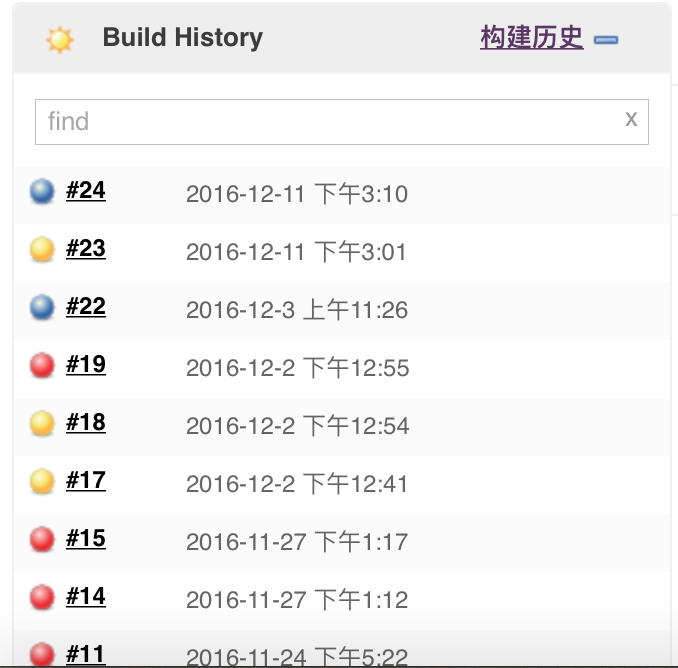 Build History 构建历史
find x
#24 2016-12-11 下午3:10
#23 2016-12-11 下午3:01
#22 2016-12-3 上午11:26
#19 2016-12-2 下午12:55
#18 2016-12-2 下午12:54
#17 2016-12-2 下午12:41
#15 2016-11-27 下午1:17
#14 2016-11-27 下午1:12
#11 2016-11-24 下午5:22